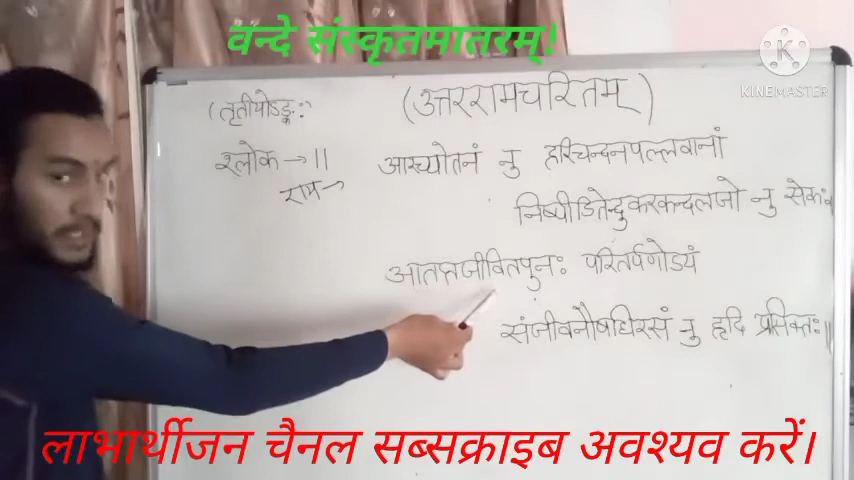 वन्दे संस्कृतमातरम्!
KINEMASTER
(तृतीयोऽङ्कः)
(उत्तररामचरितम्)
श्लोक → 11
राम →
आश्च्योतनं नु हरिचन्दनपल्लवानां
निष्पीडितेन्दुकरकन्दलजो नु सेकः।
आतप्तजीवितपुनः परितर्पणोऽयं
संजीवनौषधिरसं नु हृदि प्रसिक्तः॥
लाभार्थीजन चैनल सब्सक्राइब अवश्यव करें।